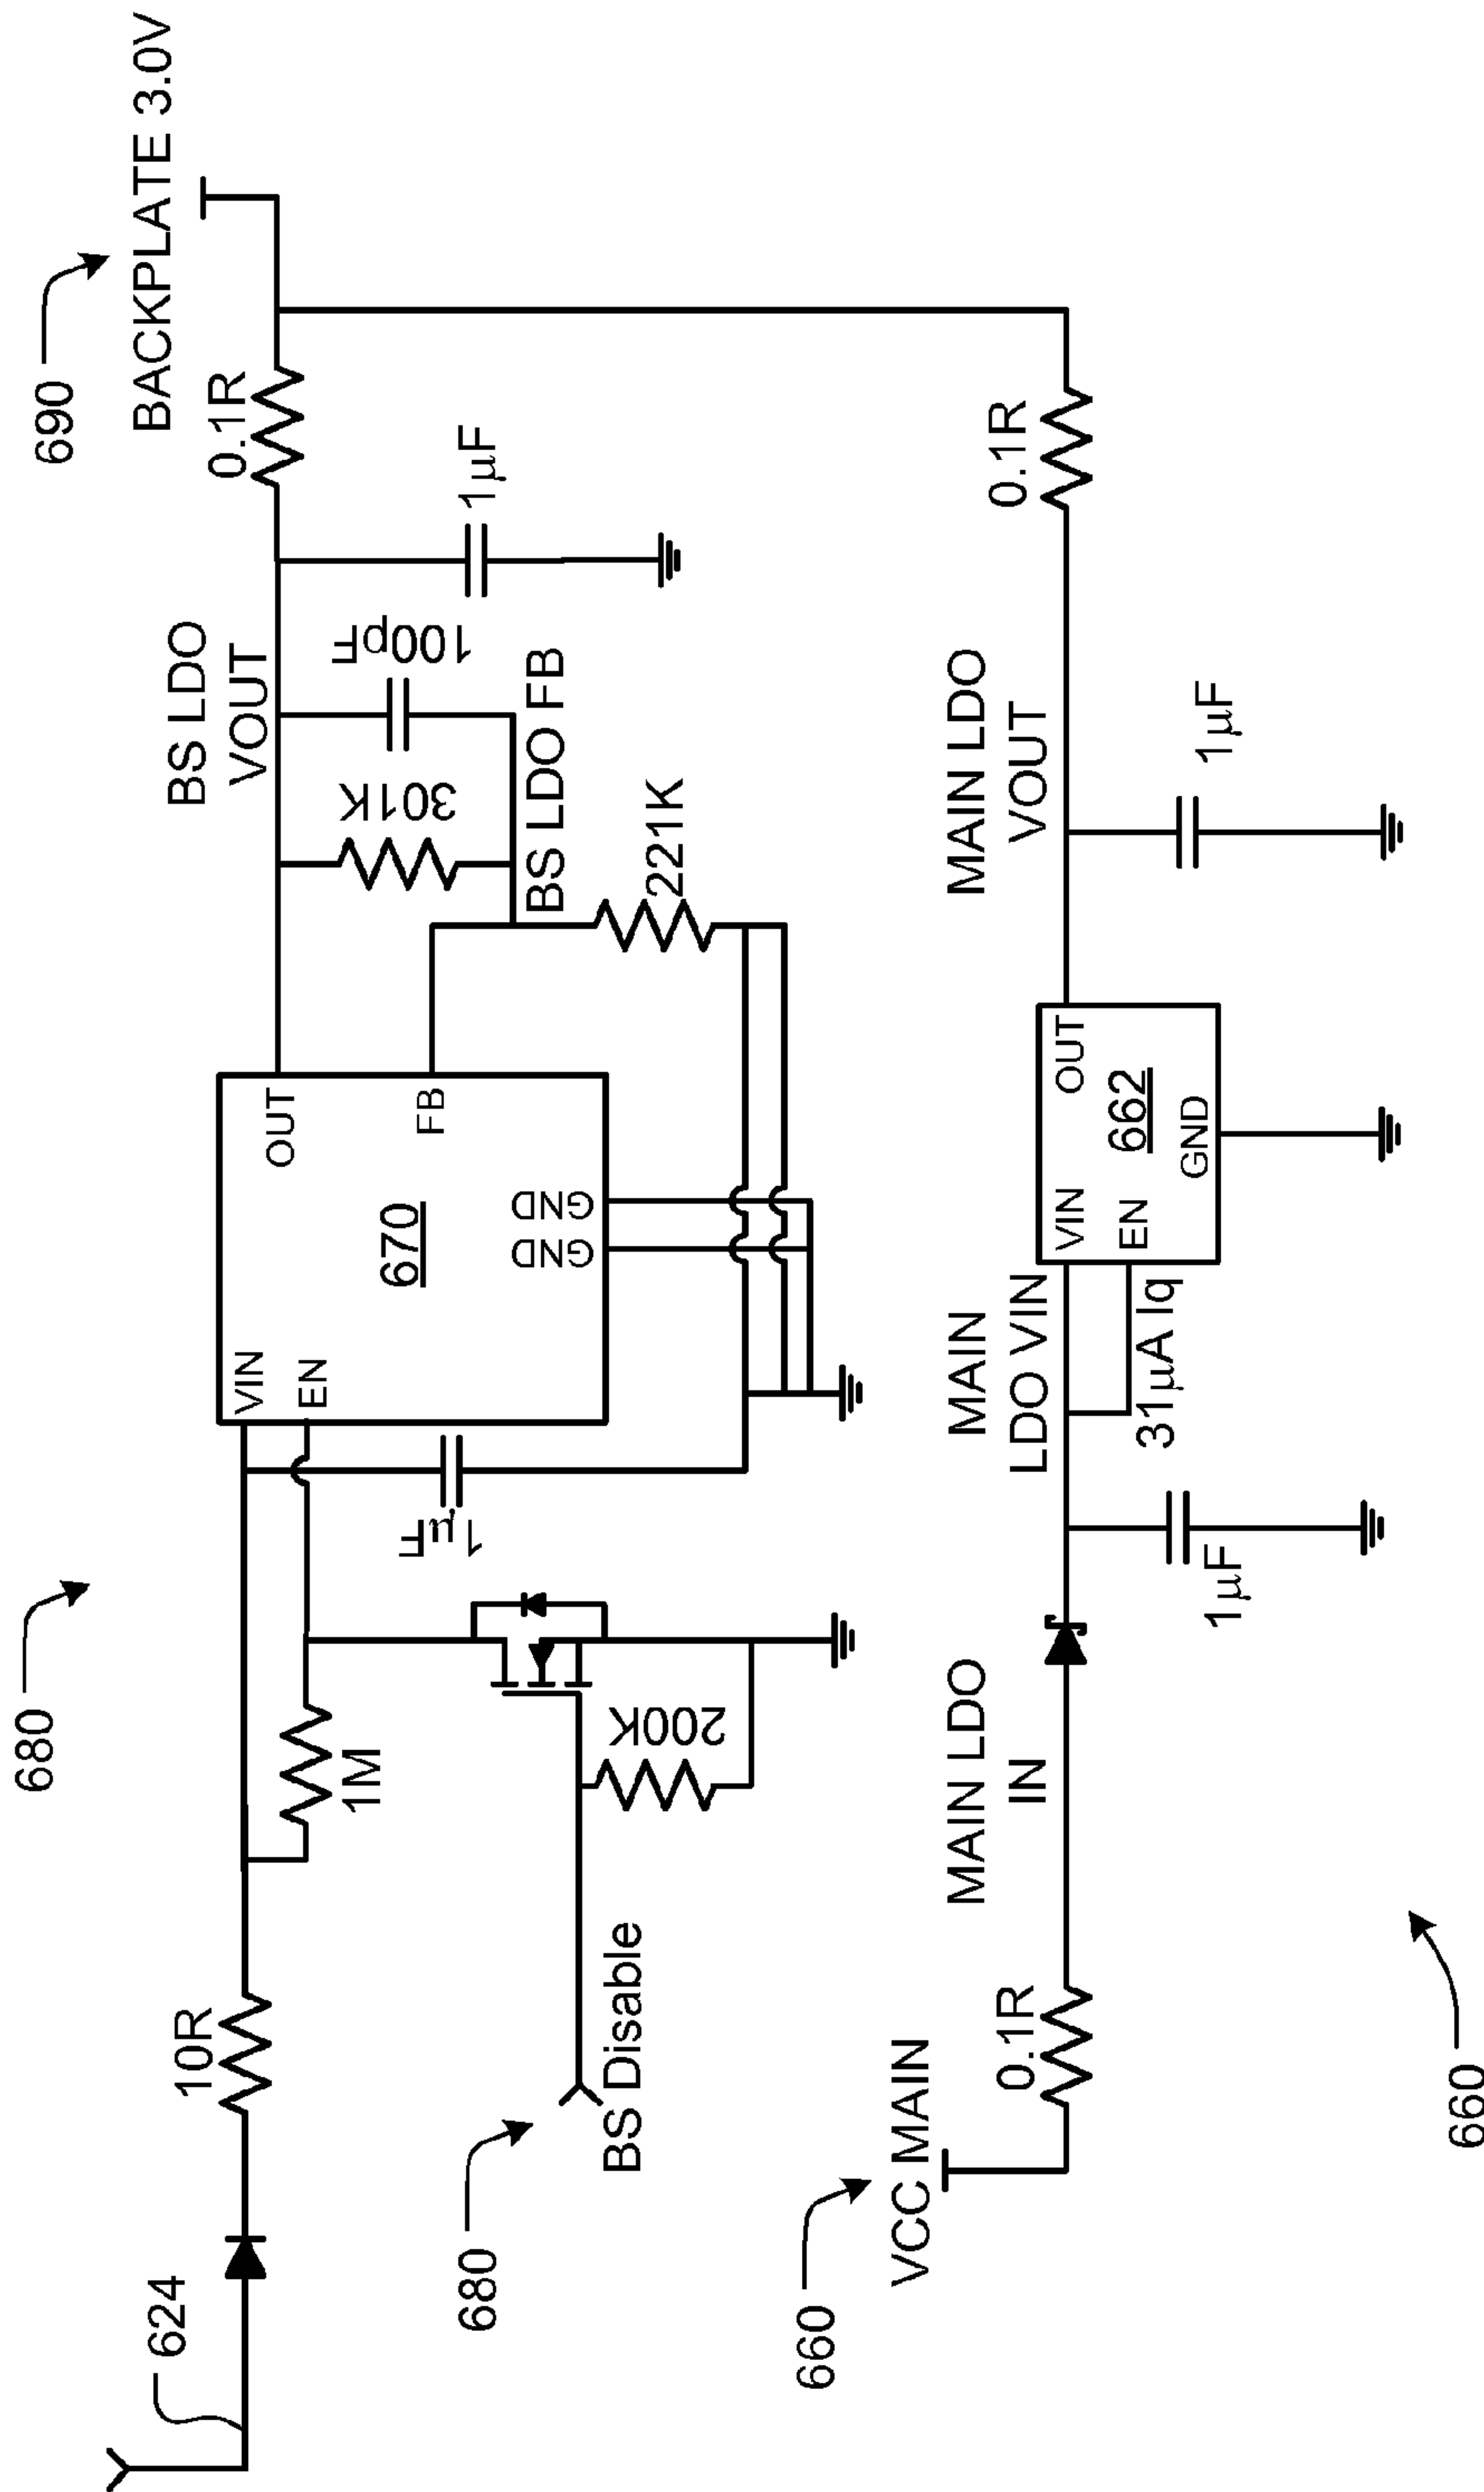 624
10R
1M
680
680
BS Disable
200K
1µF
VIN
EN
670
OUT
FB
GND
GND
BS LDO
VOUT
301K
100pF
BS LDO FB
221K
1µF
0.1R
690
BACKPLATE 3.0V
660
VCC MAIN
0.1R
MAIN LDO
IN
1µF
MAIN
LDO VIN
31µA Iq
VIN
EN
662
OUT
GND
MAIN LDO
VOUT
1µF
0.1R
660